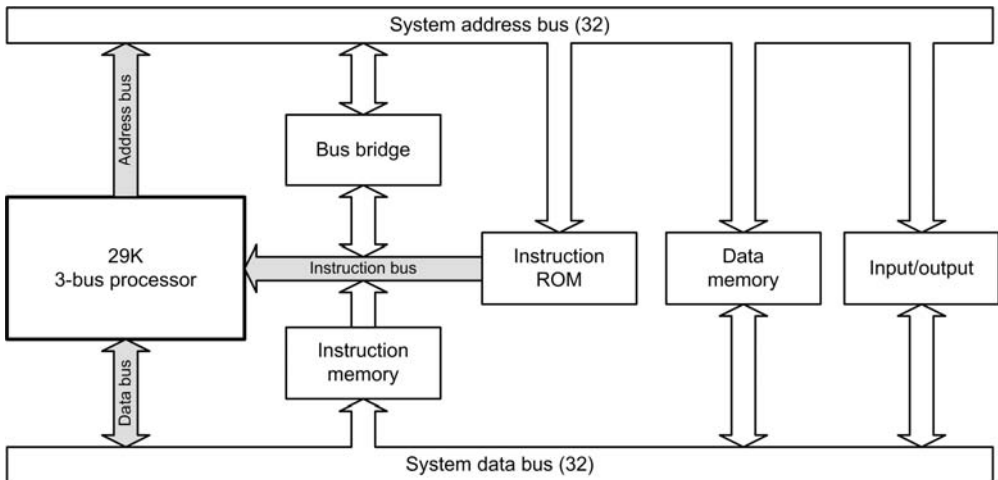 System address bus (32)
Address bus
Bus bridge
29K
3-bus processor
Instruction bus
Instruction
ROM
Data
memory
Input/output
Instruction
memory
Data bus
System data bus (32)